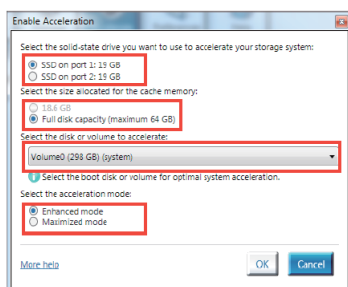 Enable Acceleration
Select the solid-state drive you want to use to accelerate your storage system:
SSD on port 1: 19 GB
SSD on port 2: 19 GB
Select the size allocated for the cache memory:
18.6 GB
Full disk capacity (maximum 64 GB)
Select the disk or volume to accelerate:
Volume0 (298 GB) (system)
Select the boot disk or volume for optimal system acceleration.
Select the acceleration mode:
Enhanced mode
Maximized mode
More help
OK
Cancel